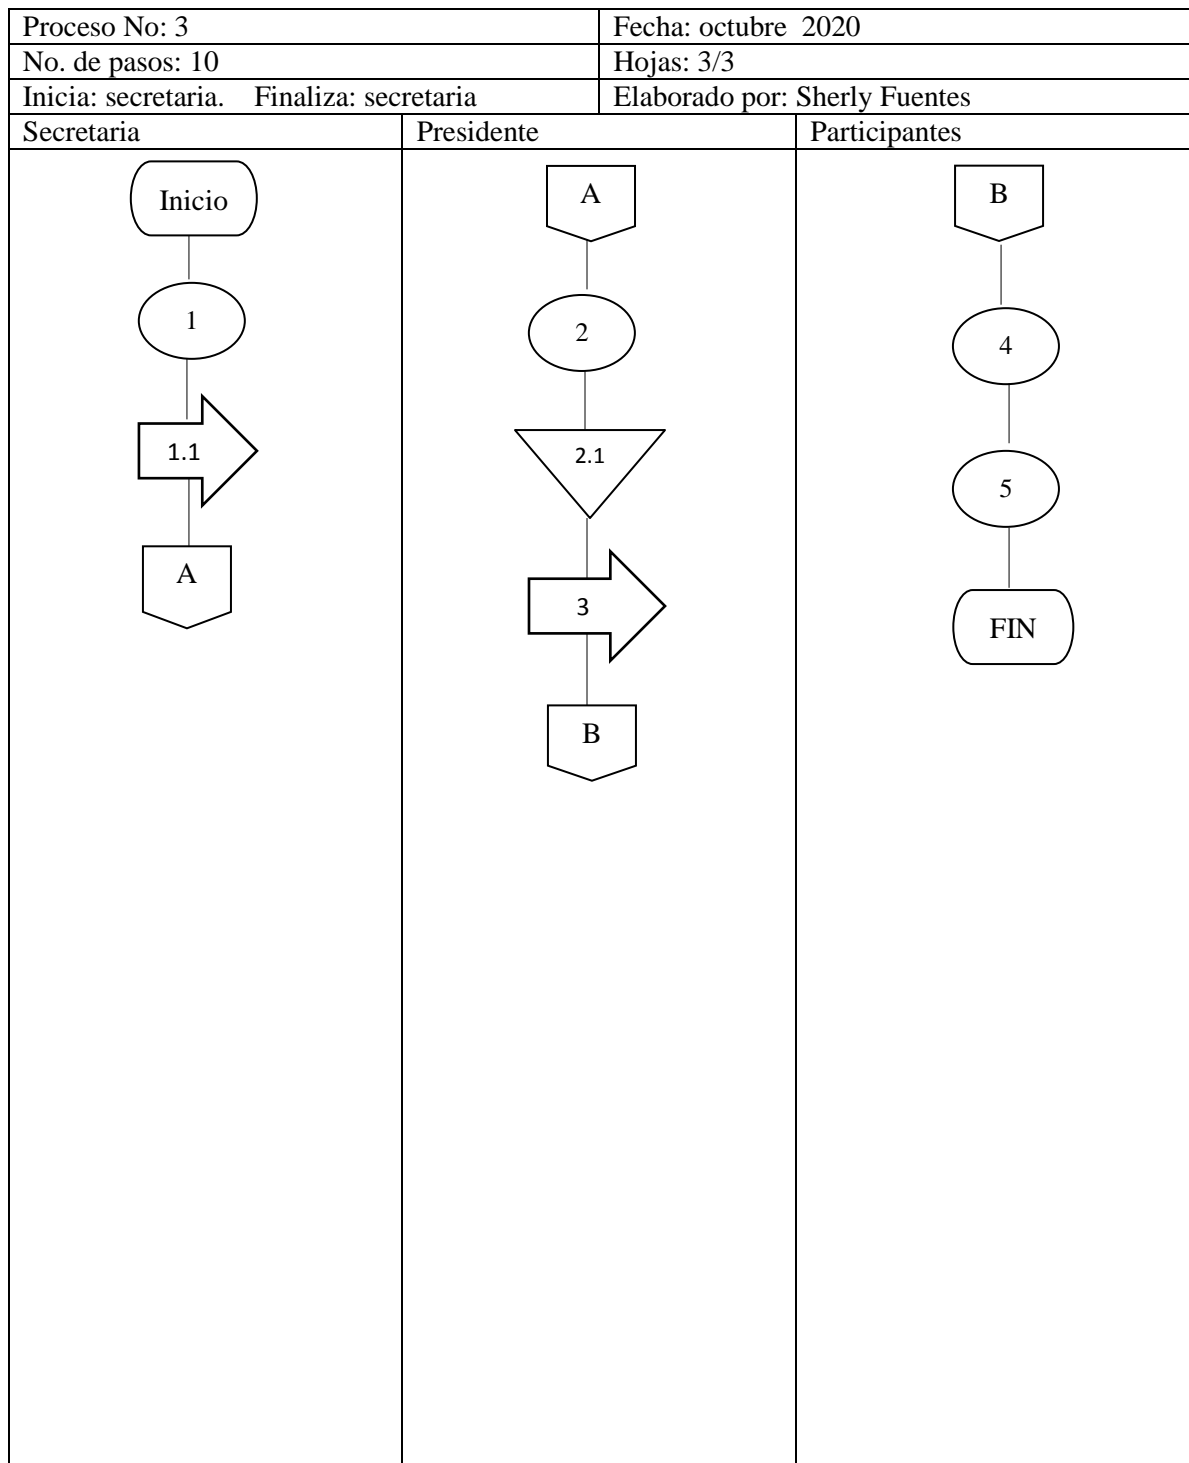 Proceso No: 3
Fecha: octubre  2020
No. de pasos: 10
Hojas: 3/3
Inicia: secretaria.    Finaliza: secretaria
Elaborado por: Sherly Fuentes
Secretaria
Presidente
Participantes
Inicio
1
1.1
A
A
2
2.1
3
B
B
4
5
FIN